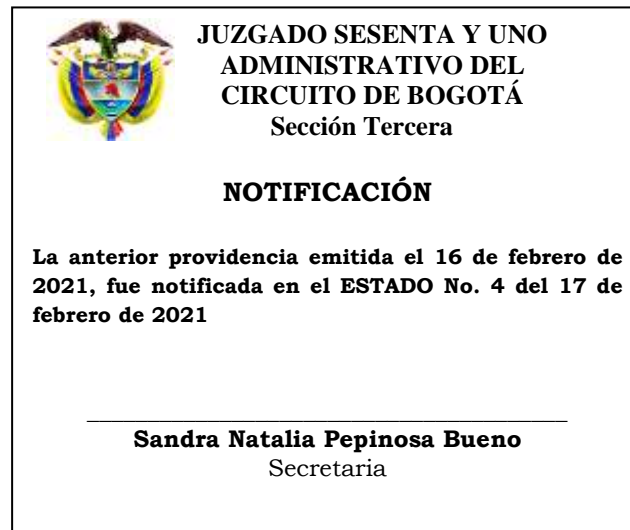 JUZGADO SESENTA Y UNO
ADMINISTRATIVO DEL
CIRCUITO DE BOGOTÁ
Sección Tercera
NOTIFICACIÓN
La anterior providencia emitida el 16 de febrero de
2021, fue notificada en el ESTADO No. 4 del 17 de
febrero de 2021
Sandra Natalia Pepinosa Bueno
Secretaria